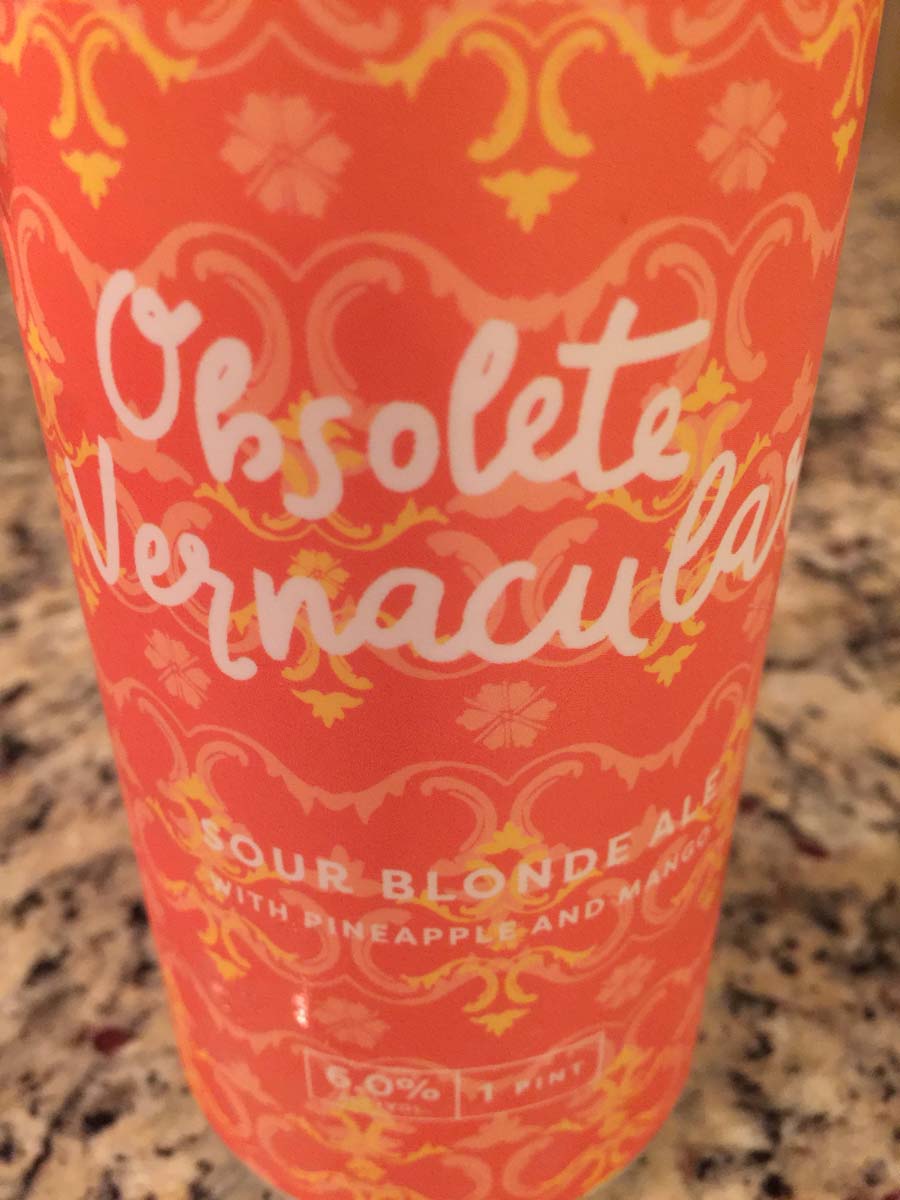 Obsolete
Vernacular
SOUR BLONDE ALE
WITH PINEAPPLE AND MANGO
6.0% 1 PINT